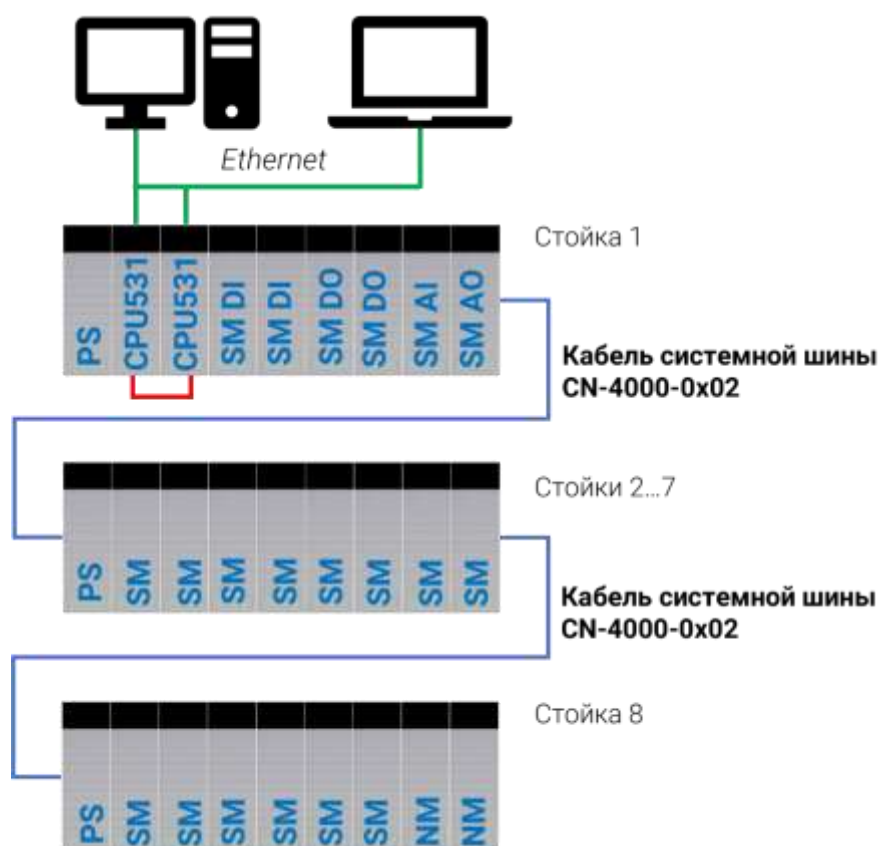 Ethernet
Стойка 1
PS CPU531 CPU531 SM DI SM DI SM DO SM DO SM AI SM AO
Кабель системной шины
CN-4000-0x02
Стойки 2...7
PS SM SM SM SM SM SM SM SM
Кабель системной шины
CN-4000-0x02
Стойка 8
PS SM SM SM SM SM SM NM NM